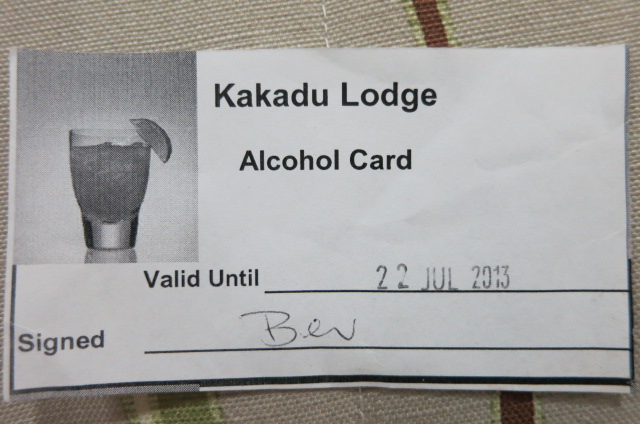 Kakadu Lodge
Alcohol Card
Valid Until 22 JUL 2013
Signed Bev